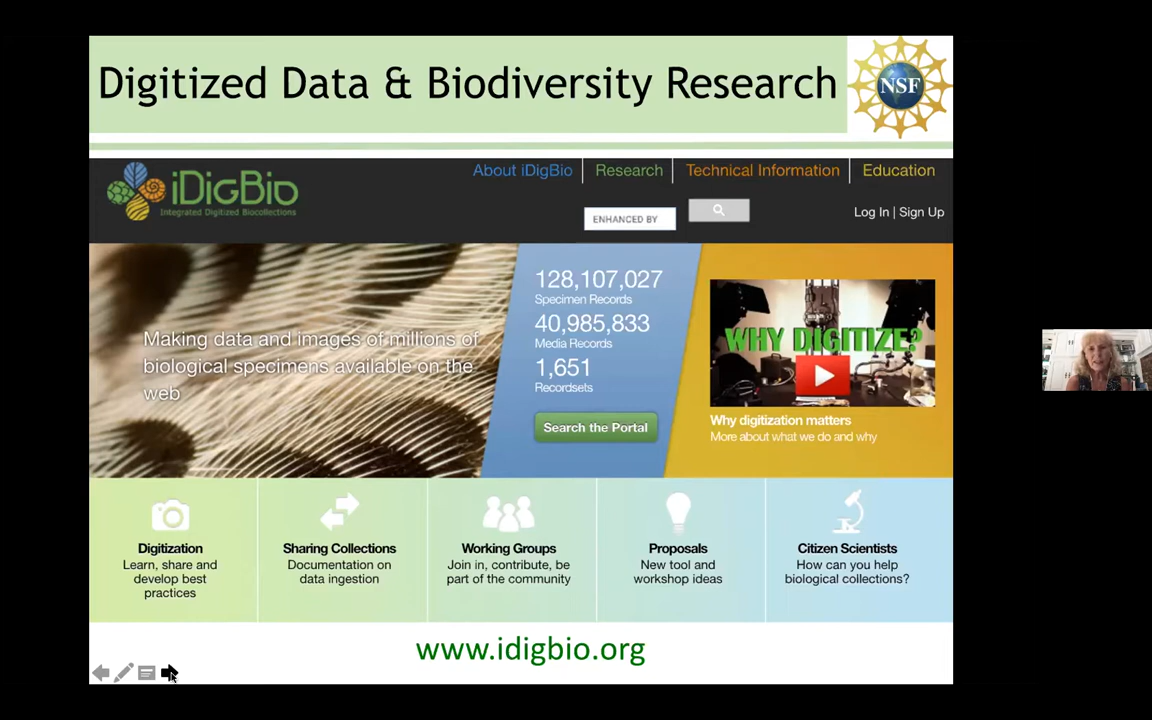 Digitized Data & Biodiversity Research
NSF
iDigBio
Integrated Digitized Biocollections
About iDigBio
Research
Technical Information
Education
ENHANCED BY
Log In | Sign Up
Making data and images of millions of
biological specimens available on the
web
128,107,027
Specimen Records
40,985,833
Media Records
1,651
Recordsets
Search the Portal
WHY DIGITIZE?
Why digitization matters
More about what we do and why
Digitization
Learn, share and
develop best
practices
Sharing Collections
Documentation on
data ingestion
Working Groups
Join in, contribute, be
part of the community
Proposals
New tool and
workshop ideas
Citizen Scientists
How can you help
biological collections?
www.idigbio.org